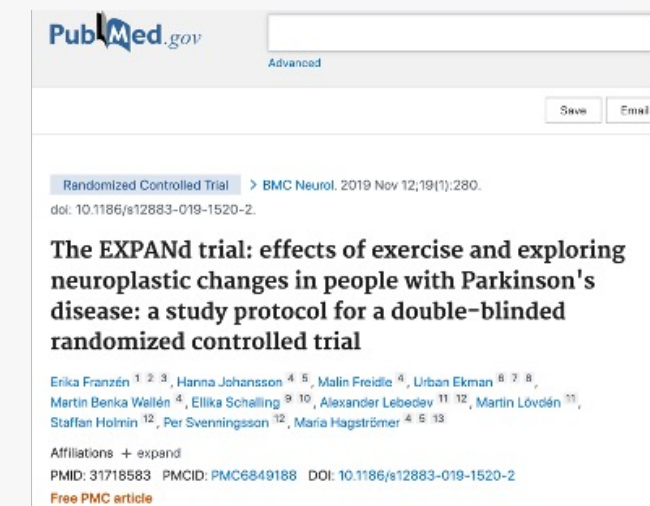 PubMed.gov
Advanced
Save Email
Randomized Controlled Trial > BMC Neurol. 2019 Nov 12;19(1):280.
doi: 10.1186/s12883-019-1520-2.
The EXPANd trial: effects of exercise and exploring
neuroplastic changes in people with Parkinson's
disease: a study protocol for a double-blinded
randomized controlled trial
Erika Franzén 1 2 3, Hanna Johansson 4 5, Malin Freidle 4, Urban Ekman 6 7 8,
Martin Benka Wallén 4, Ellika Schalling 9 10, Alexander Lebedev 11 12, Martin Lövdén 11,
Staffan Holmin 12, Per Svenningsson 12, Maria Hagströmer 4 5 13
Affiliations + expand
PMID: 31718583 PMCID: PMC6849188 DOI: 10.1186/s12883-019-1520-2
Free PMC article